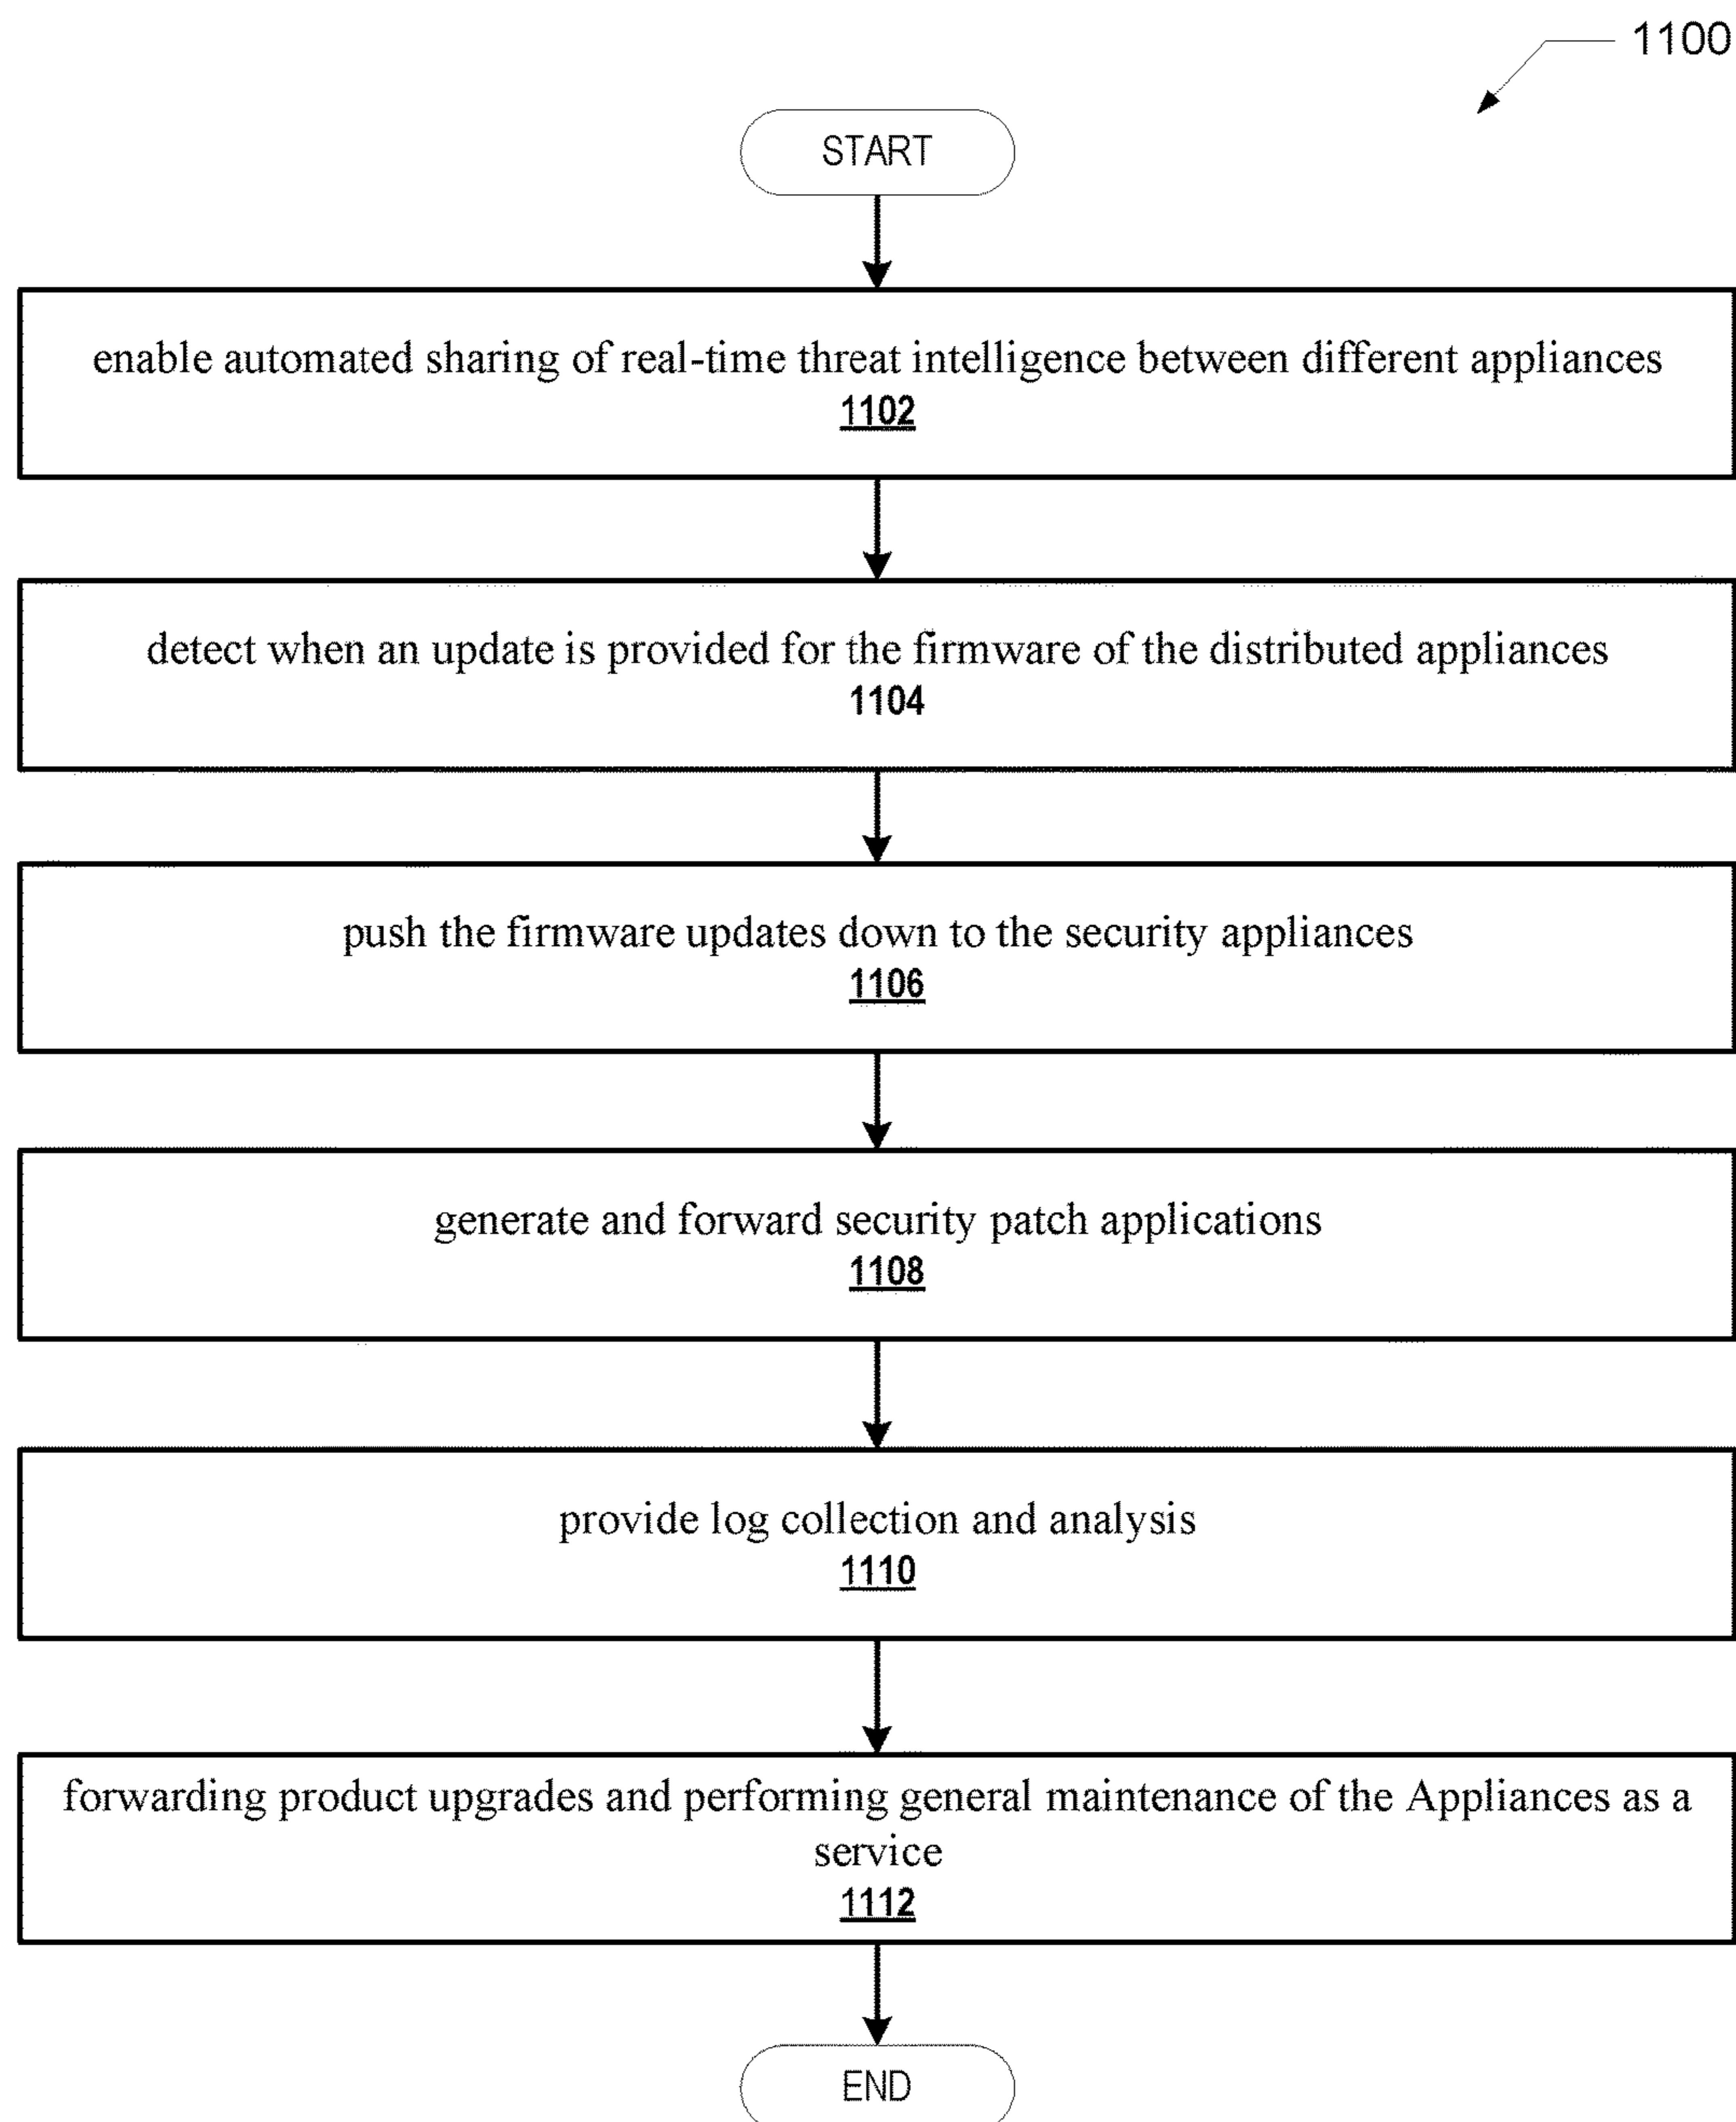 1100
START
enable automated sharing of real-time threat intelligence between different appliances
1102
detect when an update is provided for the firmware of the distributed appliances
1104
push the firmware updates down to the security appliances
1106
generate and forward security patch applications
1108
provide log collection and analysis
1110
forwarding product upgrades and performing general maintenance of the Appliances as a
service
1112
END